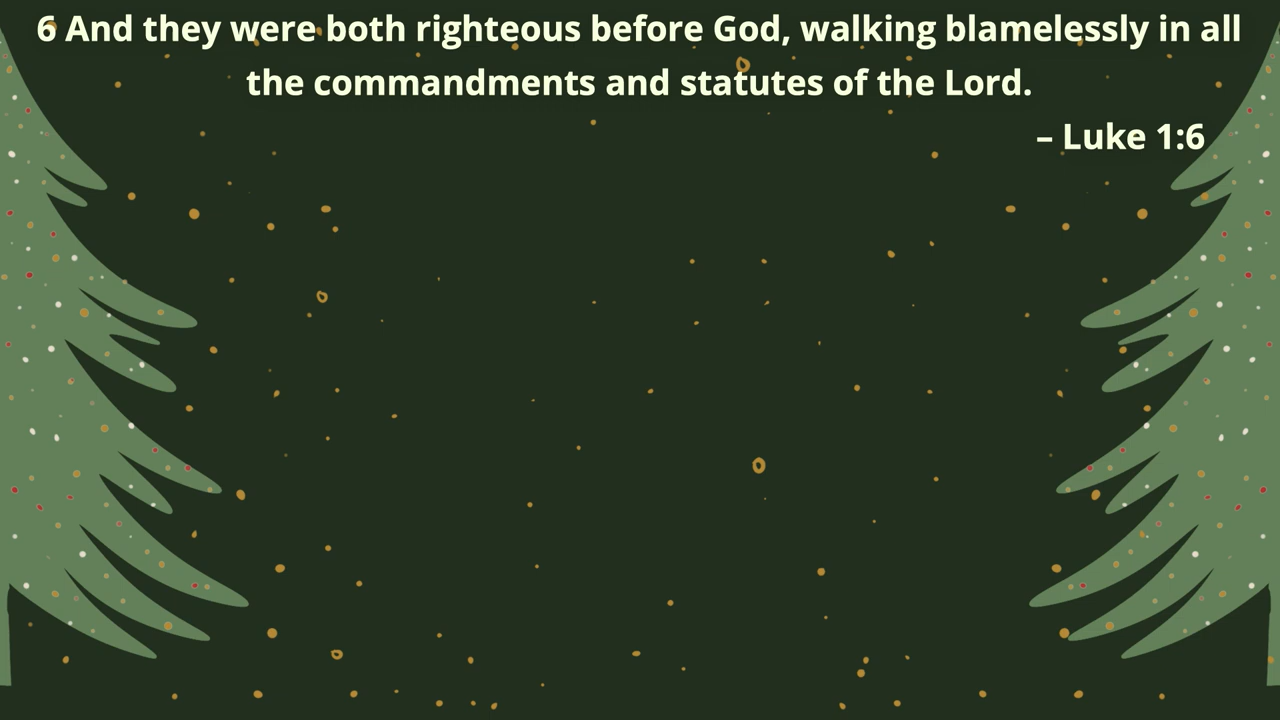 6 And they were both righteous before God, walking blamelessly in all
the commandments and statutes of the Lord.
– Luke 1:6